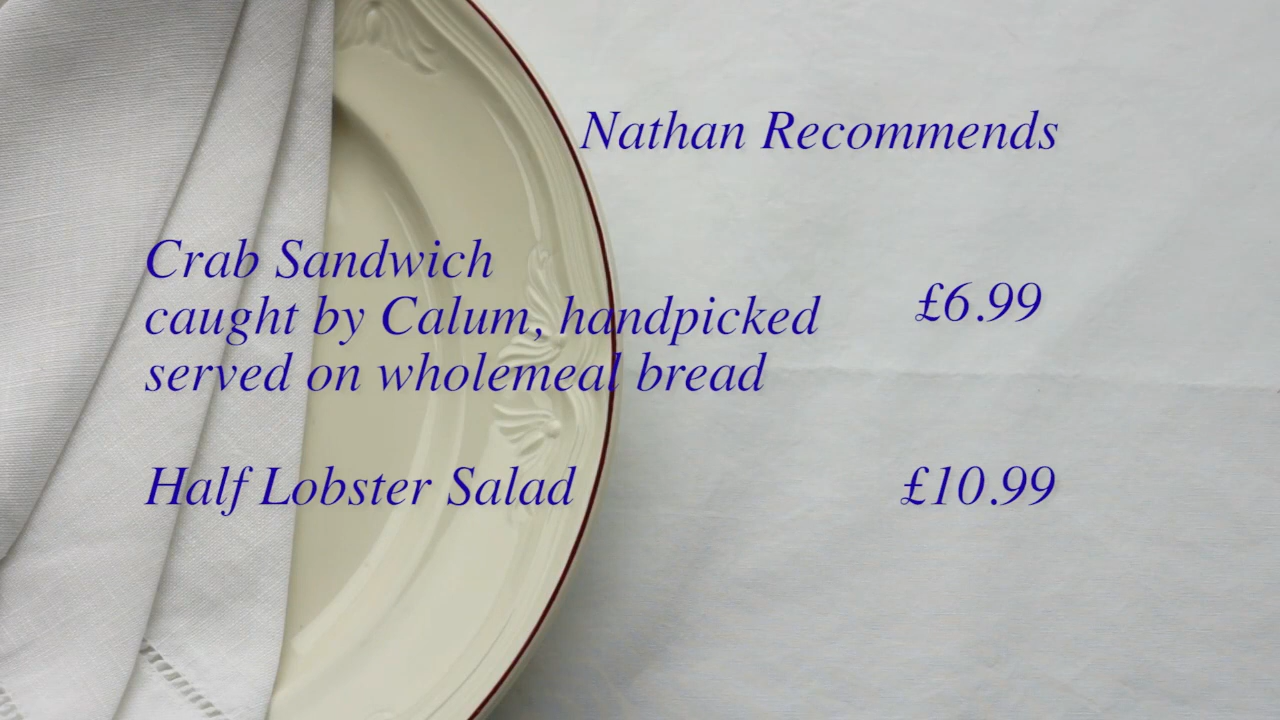 Nathan Recommends
Crab Sandwich
caught by Calum, handpicked
served on wholemeal bread
£6.99
Half Lobster Salad
£10.99